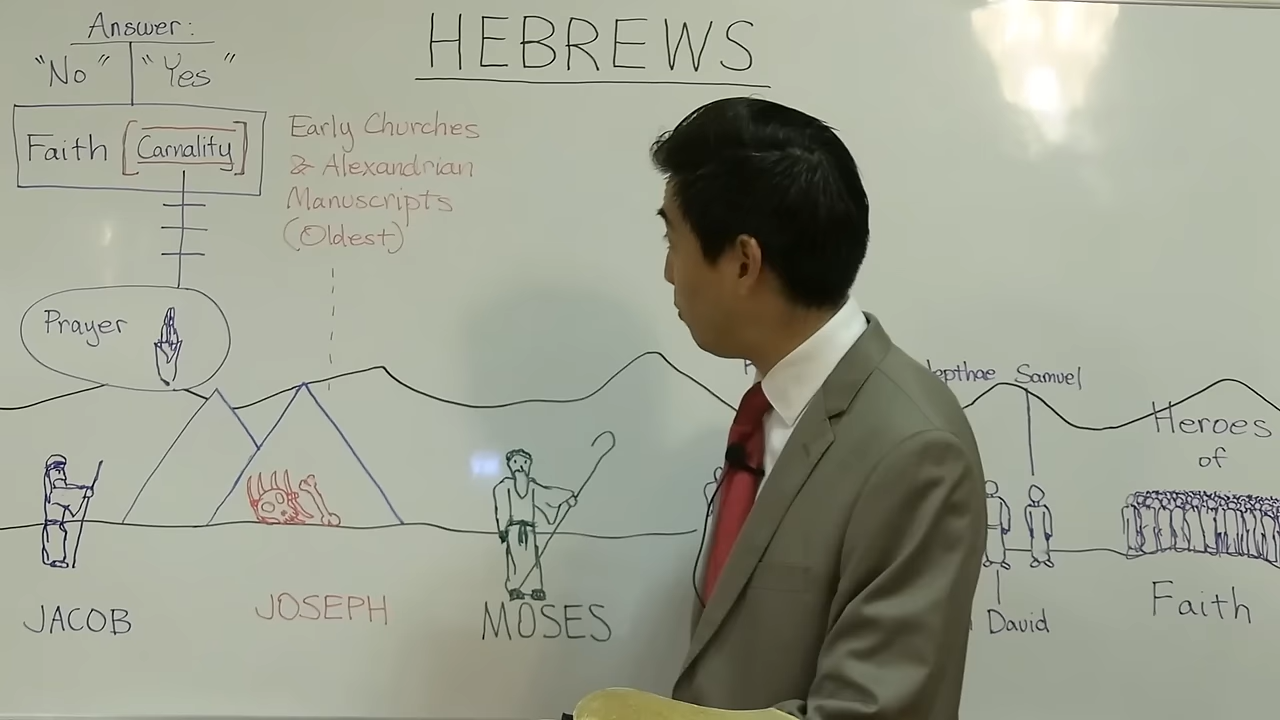 HEBREWS
Answer:
"No" "Yes"
Faith [Carnality]
Early Churches
& Alexandrian
Manuscripts
(Oldest)
Prayer
Samuel
Heroes
of
Faith
JACOB
JOSEPH
MOSES
David